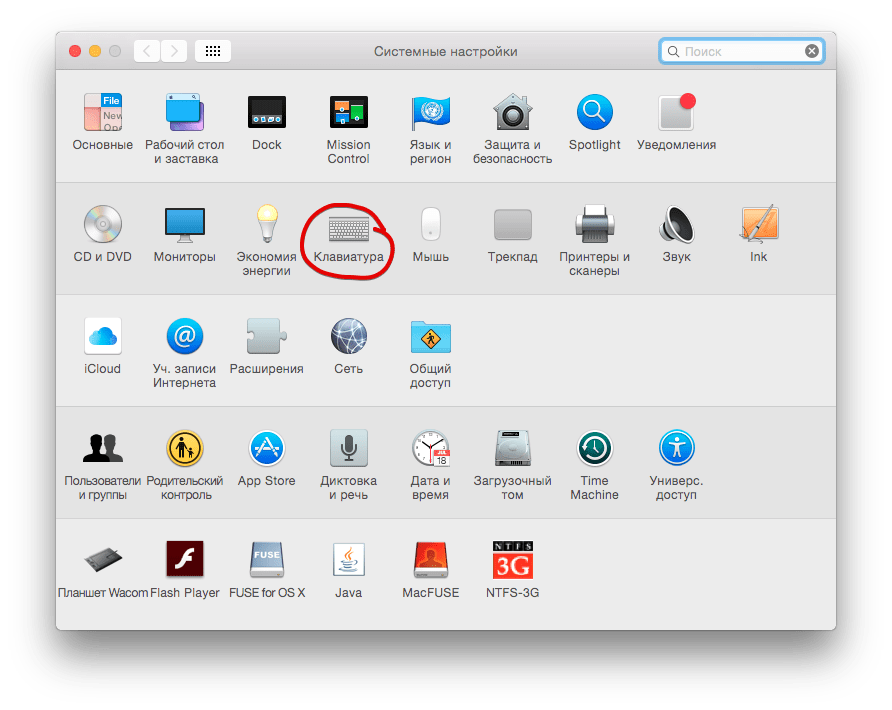 Системные настройки
Поиск
File
New
Ope
Основные
Рабочий стол
и заставка
Dock
Mission
Control
Язык и
регион
Защита и
безопасность
Spotlight
Уведомления
CD и DVD
Мониторы
Экономия
энергии
Клавиатура
Мышь
Трекпад
Принтеры и
сканеры
Звук
Ink
iCloud
@
Уч. записи
Интернета
Расширения
Сеть
Общий
доступ
Пользователи
и группы
Родительский
контроль
App Store
Диктовка
и речь
JUL
18
Дата и
время
Загрузочный
том
Time
Machine
Универс.
доступ
Планшет Wacom
Flash Player
FUSE
FUSE for OS X
Java
MacFUSE
NTFS
3G
NTFS-3G